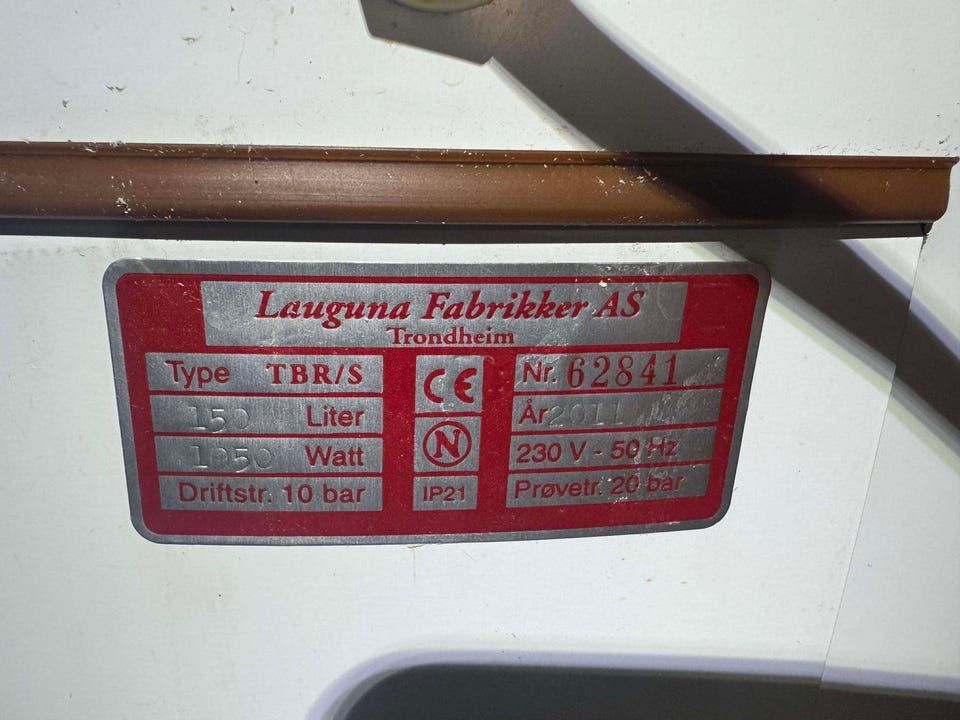 Lauguna Fabrikker AS
Trondheim
Type TBR/S
150 Liter
1950 Watt
Driftstr. 10 bar
CE
N
IP21
Nr. 62841
År 2011
230 V - 50 Hz
Prøvetr. 20 bar